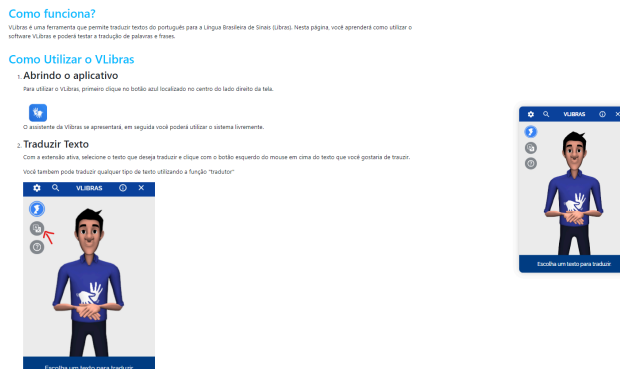 Como funciona?
VLibras é uma ferramenta que permite traduzir textos do português para a Língua Brasileira de Sinais (Libras). Nesta página, você aprenderá como utilizar o
software VLibras e poderá testar a tradução de palavras e frases.
Como Utilizar o VLibras
1. Abrindo o aplicativo
Para utilizar o VLibras, primeiro clique no botão azul localizado no centro do lado direito da tela.
O assistente da Vlibras se apresentará, em seguida você poderá utilizar o sistema livremente.
2. Traduzir Texto
Com a extensão ativa, selecione o texto que deseja traduzir e clique com o botão esquerdo do mouse em cima do texto que você gostaria de trauzir.
Você tambem pode traduzir qualquer tipo de texto utilizando a função "tradutor"
VLIBRAS
Escolha um texto para traduzir
VLIBRAS
Escolha um texto para traduzir